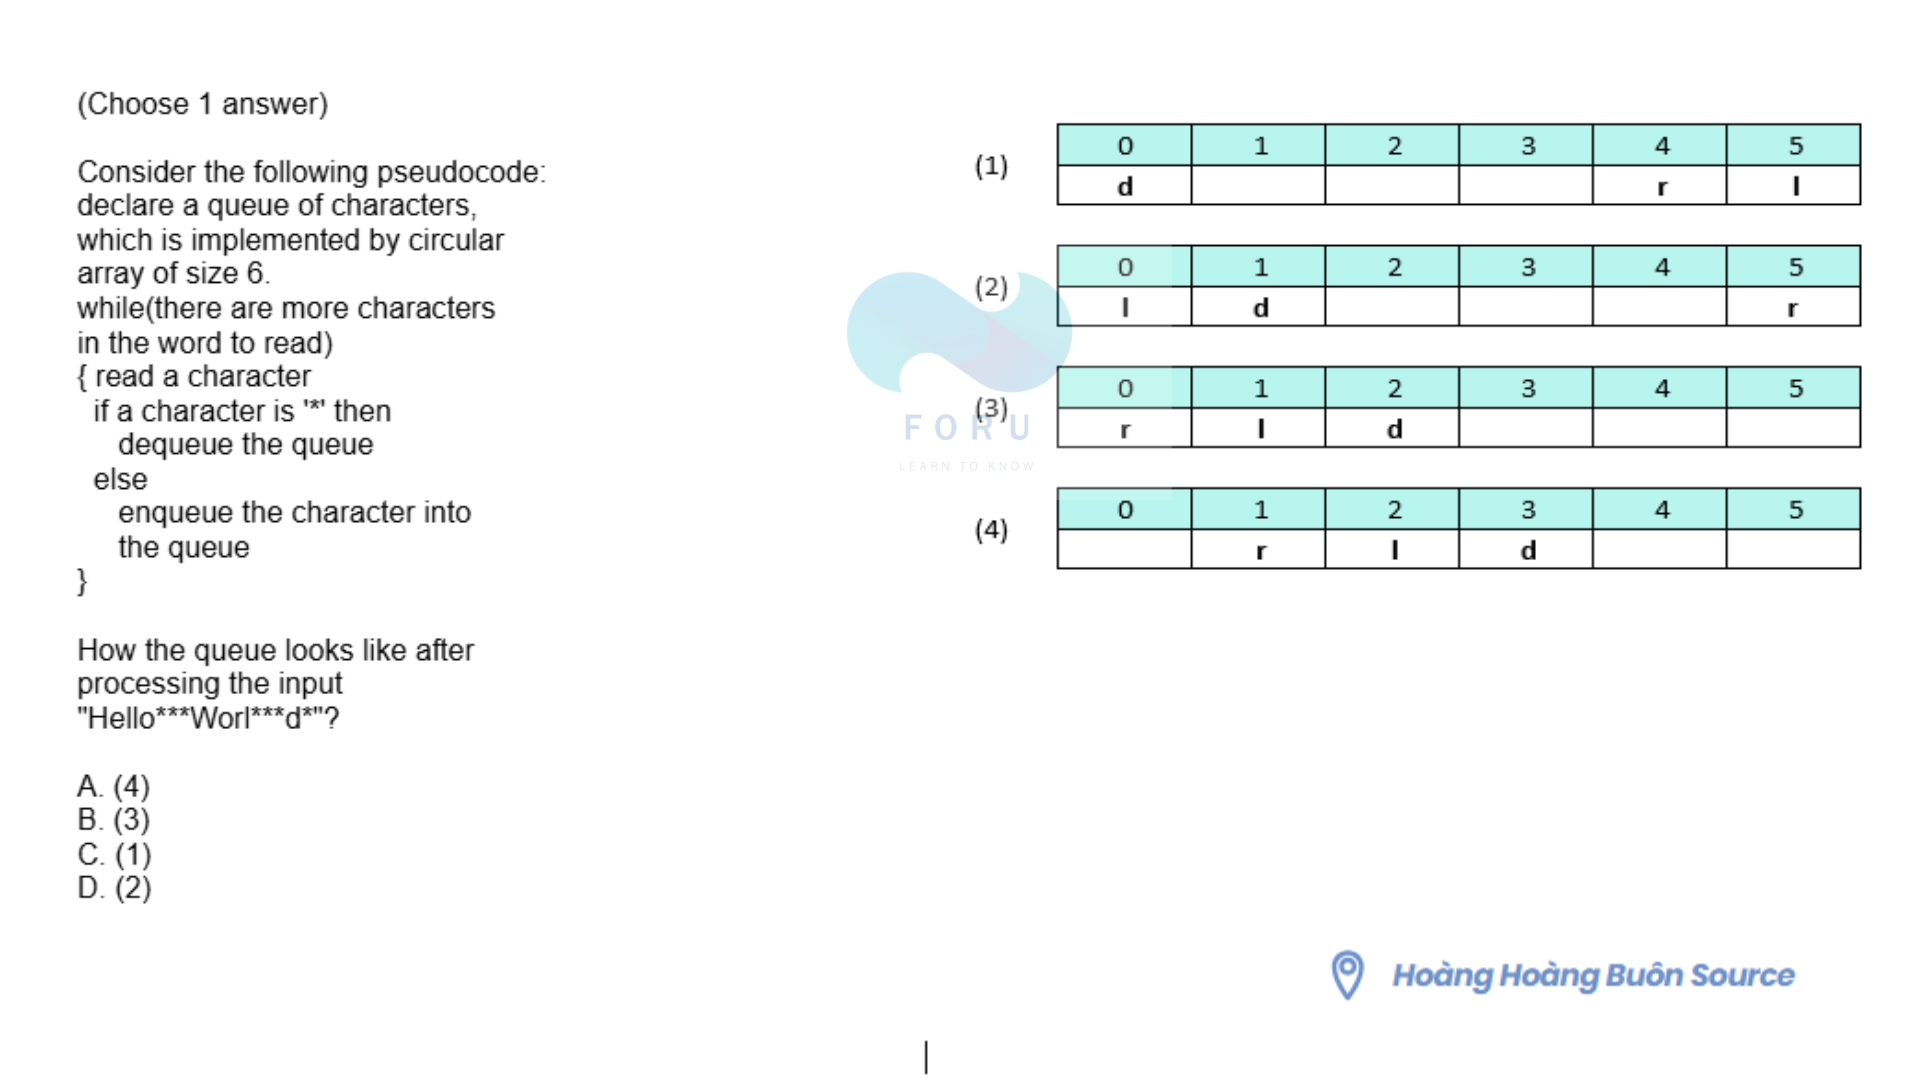 (Choose 1 answer)
Consider the following pseudocode:
declare a queue of characters,
which is implemented by circular
array of size 6.
while(there are more characters
in the word to read)
{ read a character
if a character is '*' then
dequeue the queue
else
enqueue the character into
the queue
}
How the queue looks like after
processing the input
"Hello***Worl***d*"?
A. (4)
B. (3)
C. (1)
D. (2)
(1)
0 1 2 3 4 5
d r l
(2)
0 1 2 3 4 5
l d r
(3)
0 1 2 3 4 5
r l d
(4)
0 1 2 3 4 5
r l d
FORU
LEARN TO KNOW
Hoàng Hoàng Buôn Source